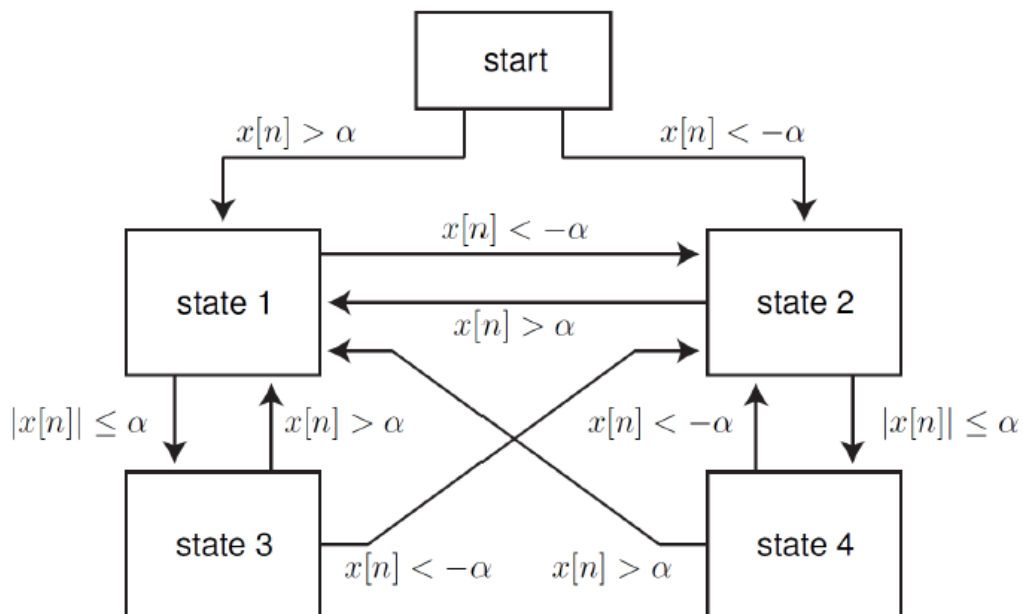 start
x[n] > α
x[n] < −α
x[n] < −α
state 1
state 2
x[n] > α
|x[n]| ≤ α
x[n] > α
x[n] < −α
|x[n]| ≤ α
state 3
state 4
x[n] < −α
x[n] > α